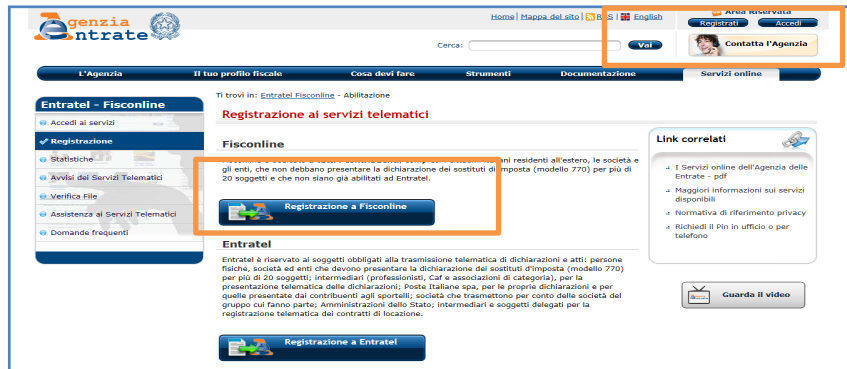 Agenzia
Entrate
Home | Mappa del sito | RSS | English
Area Riservata
Registrati Accedi
Cerca: Vai
Contatta l'Agenzia
L'Agenzia Il tuo profilo fiscale Cosa devi fare Strumenti Documentazione Servizi online
Ti trovi in: Entratel Fisconline - Abilitazione
Entratel - Fisconline
Accedi ai servizi
Registrazione
Statistiche
Avvisi dei Servizi Telematici
Verifica File
Assistenza ai Servizi Telematici
Domande frequenti
Registrazione ai servizi telematici
Fisconline
residenti all'estero, le società e
gli enti, che non debbano presentare la dichiarazione dei sostituti di imposta (modello 770) per più di
20 soggetti e che non siano già abilitati ad Entratel.
Registrazione a Fisconline
Entratel
Entratel è riservato ai soggetti obbligati alla trasmissione telematica di dichiarazioni e atti: persone
fisiche, società ed enti che devono presentare la dichiarazione dei sostituti d'imposta (modello 770)
per più di 20 soggetti; intermediari (professionisti, Caf e associazioni di categoria), per la
presentazione telematica delle dichiarazioni; Poste Italiane spa, per le proprie dichiarazioni e per
quelle presentate dai contribuenti agli sportelli; società che trasmettono per conto delle società del
gruppo cui fanno parte; Amministrazioni dello Stato; intermediari e soggetti delegati per la
registrazione telematica dei contratti di locazione.
Registrazione a Entratel
Link correlati
I Servizi online dell'Agenzia delle
Entrate - pdf
Maggiori informazioni sui servizi
disponibili
Normativa di riferimento privacy
Richiedi il Pin in ufficio o per
telefono
Guarda il video